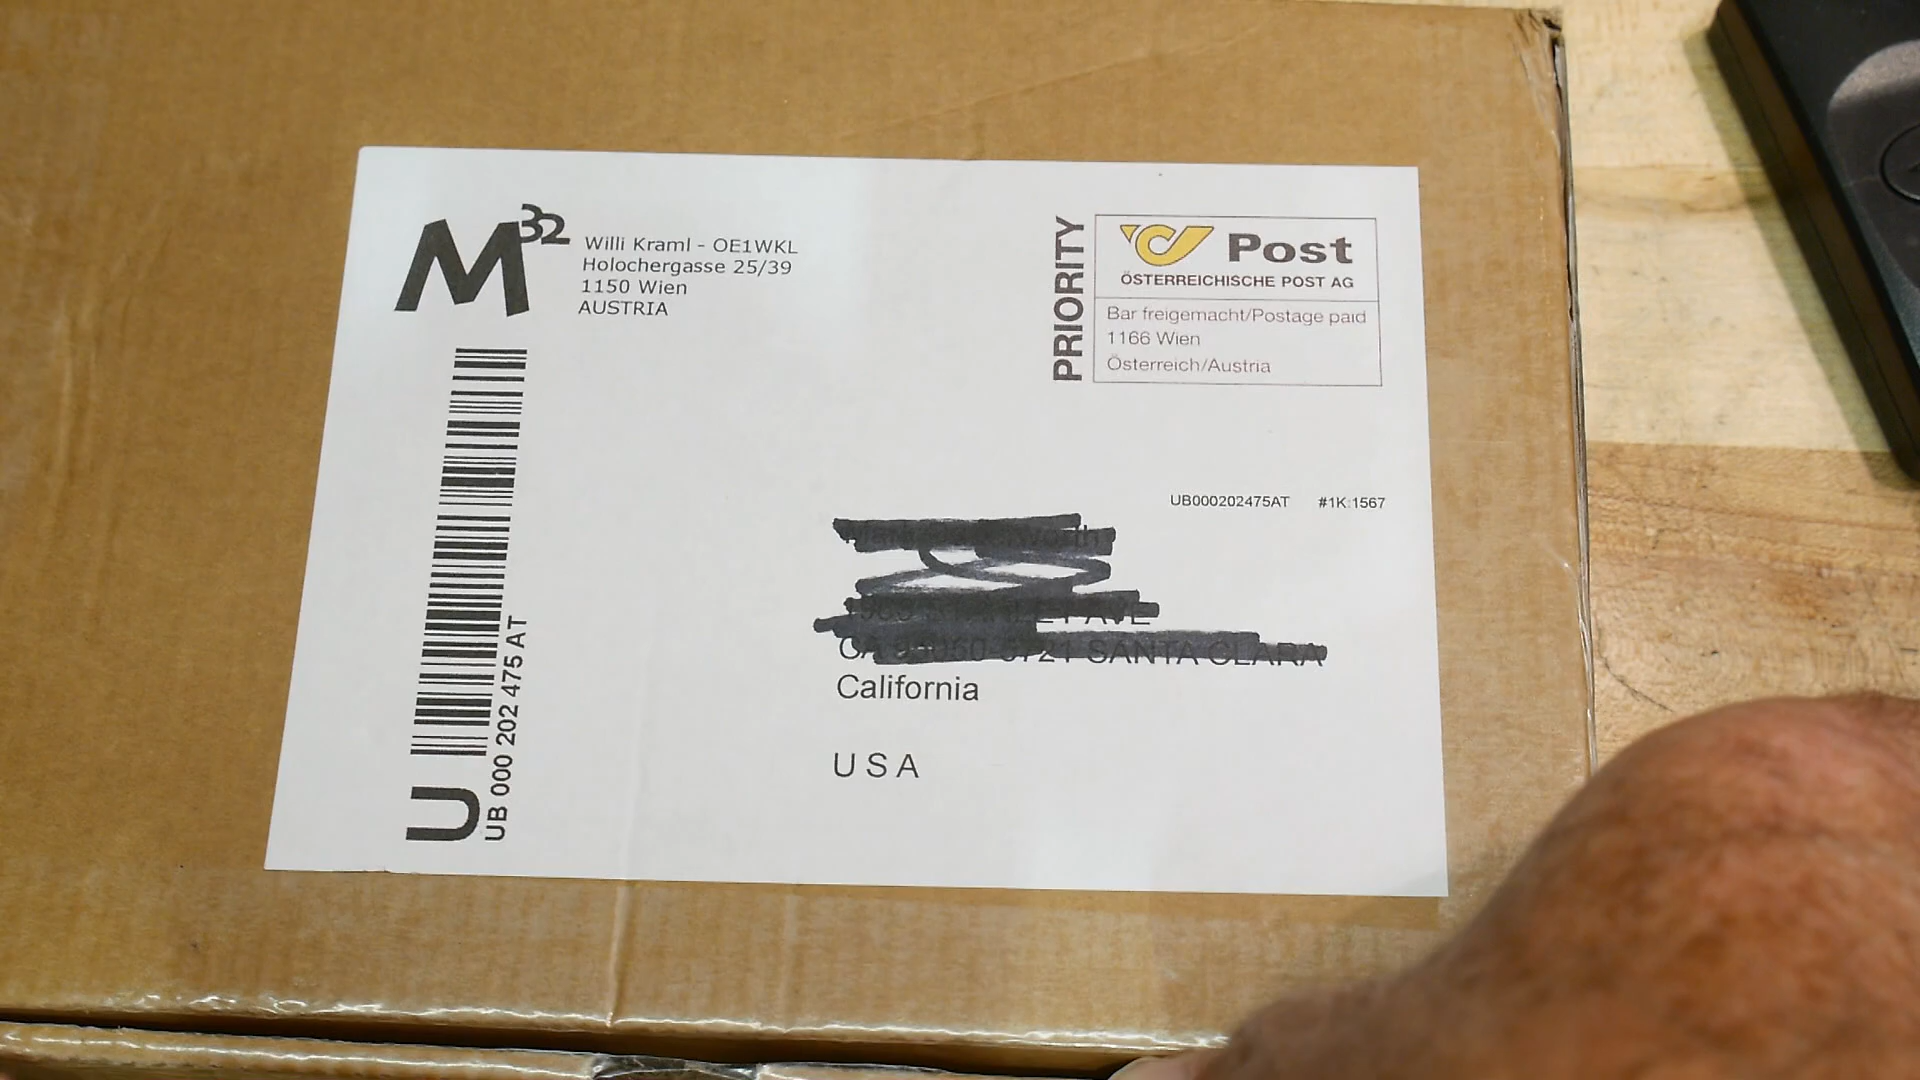 M32
Willi Kraml - OE1WKL
Holochergasse 25/39
1150 Wien
AUSTRIA
PRIORITY
Post
ÖSTERREICHISCHE POST AG
Bar freigemacht/Postage paid
1166 Wien
Österreich/Austria
U
UB 000 202 475 AT
UB000202475AT #1K:1567
California
U S A